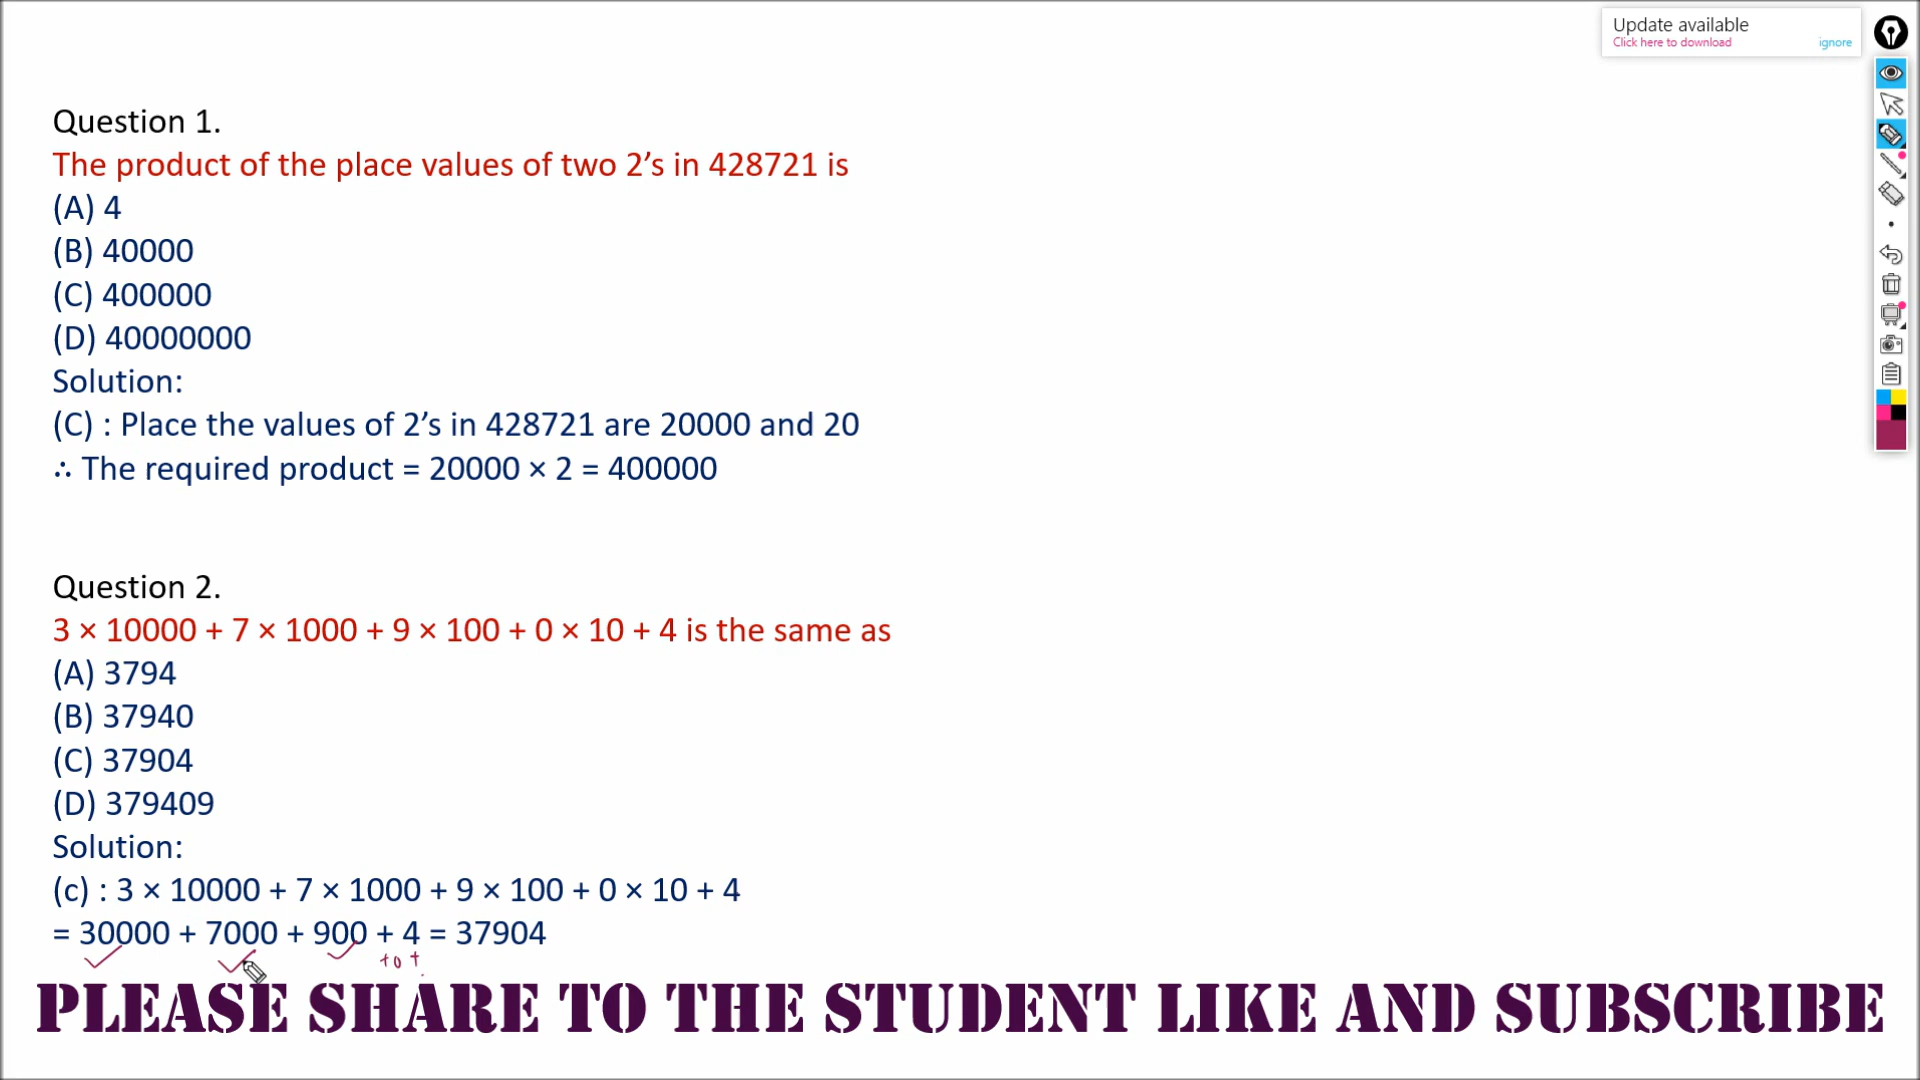 Update available
Click here to download ignore
Question 1.
The product of the place values of two 2’s in 428721 is
(A) 4
(B) 40000
(C) 400000
(D) 40000000
Solution:
(C) : Place the values of 2’s in 428721 are 20000 and 20
∴ The required product = 20000 × 2 = 400000
Question 2.
3 × 10000 + 7 × 1000 + 9 × 100 + 0 × 10 + 4 is the same as
(A) 3794
(B) 37940
(C) 37904
(D) 379409
Solution:
(c) : 3 × 10000 + 7 × 1000 + 9 × 100 + 0 × 10 + 4
= 30000 + 7000 + 900 + 4 = 37904
+ 0 +
PLEASE SHARE TO THE STUDENT LIKE AND SUBSCRIBE